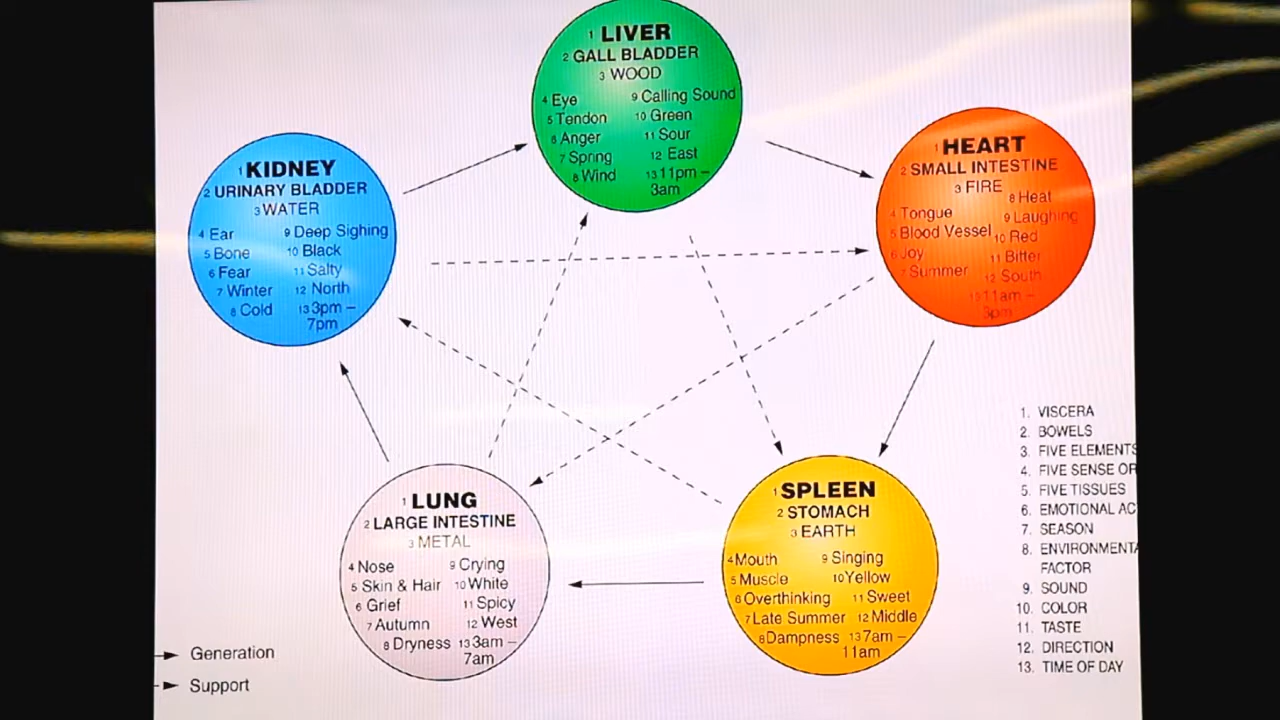 1 LIVER
2 GALL BLADDER
3 WOOD
4 Eye
5 Tendon
6 Anger
7 Spring
8 Wind
9 Calling Sound
10 Green
11 Sour
12 East
13 11pm –
3am
1 HEART
2 SMALL INTESTINE
3 FIRE
4 Tongue
5 Blood Vessel
6 Joy
7 Summer
8 Heat
9 Laughing
10 Red
11 Bitter
12 South
13 11am –
3pm
1 KIDNEY
2 URINARY BLADDER
3 WATER
4 Ear
5 Bone
6 Fear
7 Winter
8 Cold
9 Deep Sighing
10 Black
11 Salty
12 North
13 3pm –
7pm
1 LUNG
2 LARGE INTESTINE
3 METAL
4 Nose
5 Skin & Hair
6 Grief
7 Autumn
8 Dryness
9 Crying
10 White
11 Spicy
12 West
13 3am –
7am
1 SPLEEN
2 STOMACH
3 EARTH
4 Mouth
5 Muscle
6 Overthinking
7 Late Summer
8 Dampness
9 Singing
10 Yellow
11 Sweet
12 Middle
13 7am –
11am
1. VISCERA
2. BOWELS
3. FIVE ELEMENTS
4. FIVE SENSE OR
5. FIVE TISSUES
6. EMOTIONAL AC
7. SEASON
8. ENVIRONMENTA
FACTOR
9. SOUND
10. COLOR
11. TASTE
12. DIRECTION
13. TIME OF DAY
Generation
Support